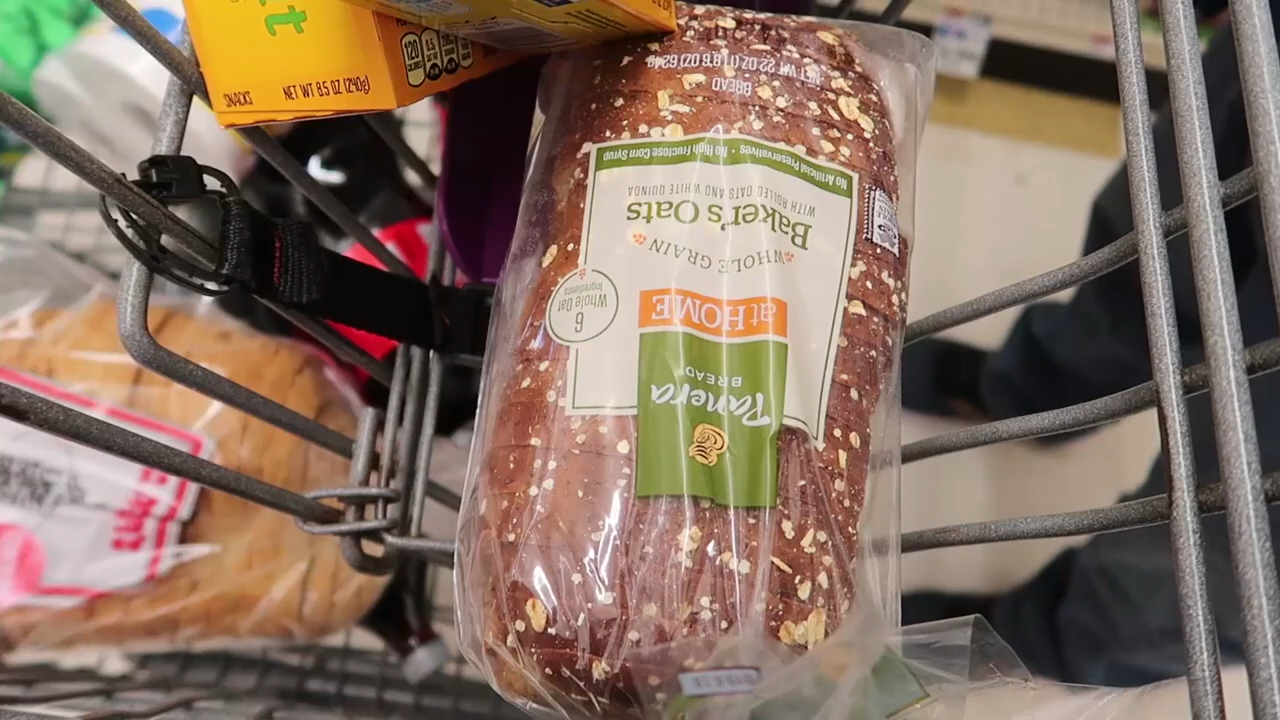 t
SNACKS
NET WT 8.5 OZ (240g)
120
CALORIES
Panera
BREAD
at HOME
6
Whole Oat
Ingredients
WHOLE GRAIN
Baker's Oats
WITH ROLLED OATS AND WHITE QUINOA
No Artificial Preservatives • No High Fructose Corn Syrup
BREAD
NET WT 22 OZ (1 LB 6 OZ) 624g